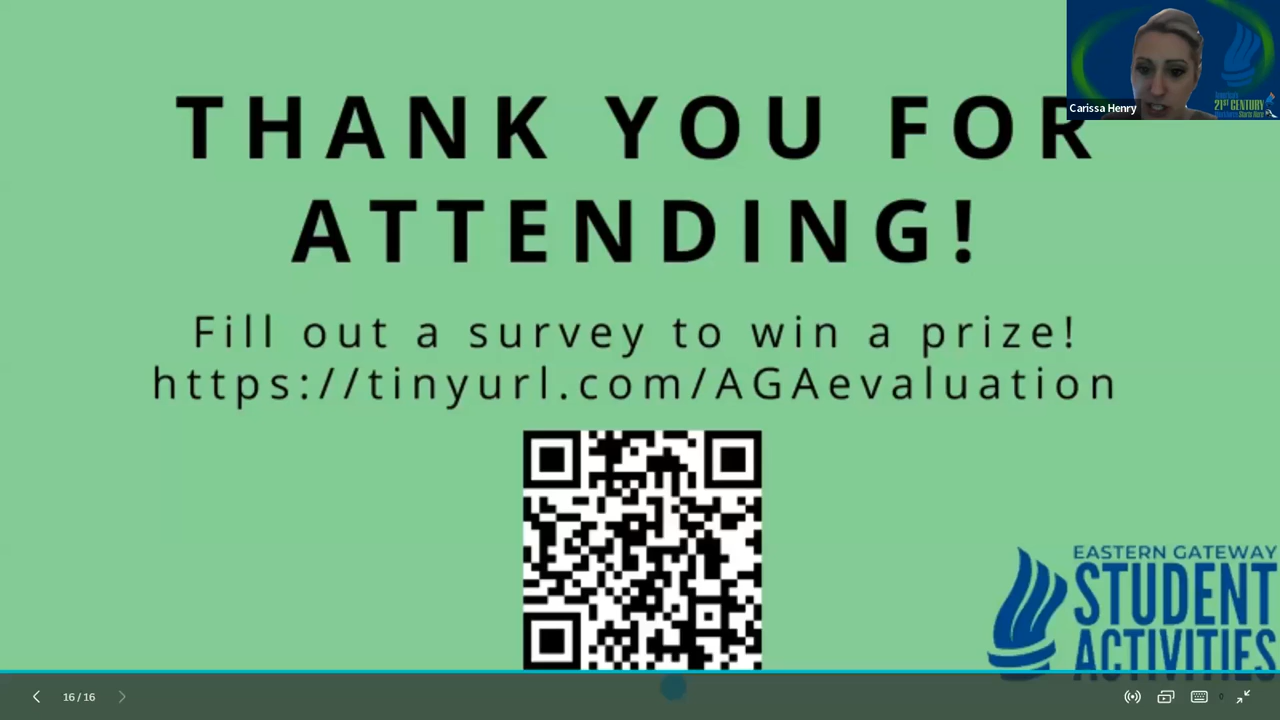 THANK YOU FOR
ATTENDING!
Carissa Henry
21ST CENTURY
Fill out a survey to win a prize!
https://tinyurl.com/AGAevaluation
EASTERN GATEWAY
STUDENT
ACTIVITIES
16 / 16
0